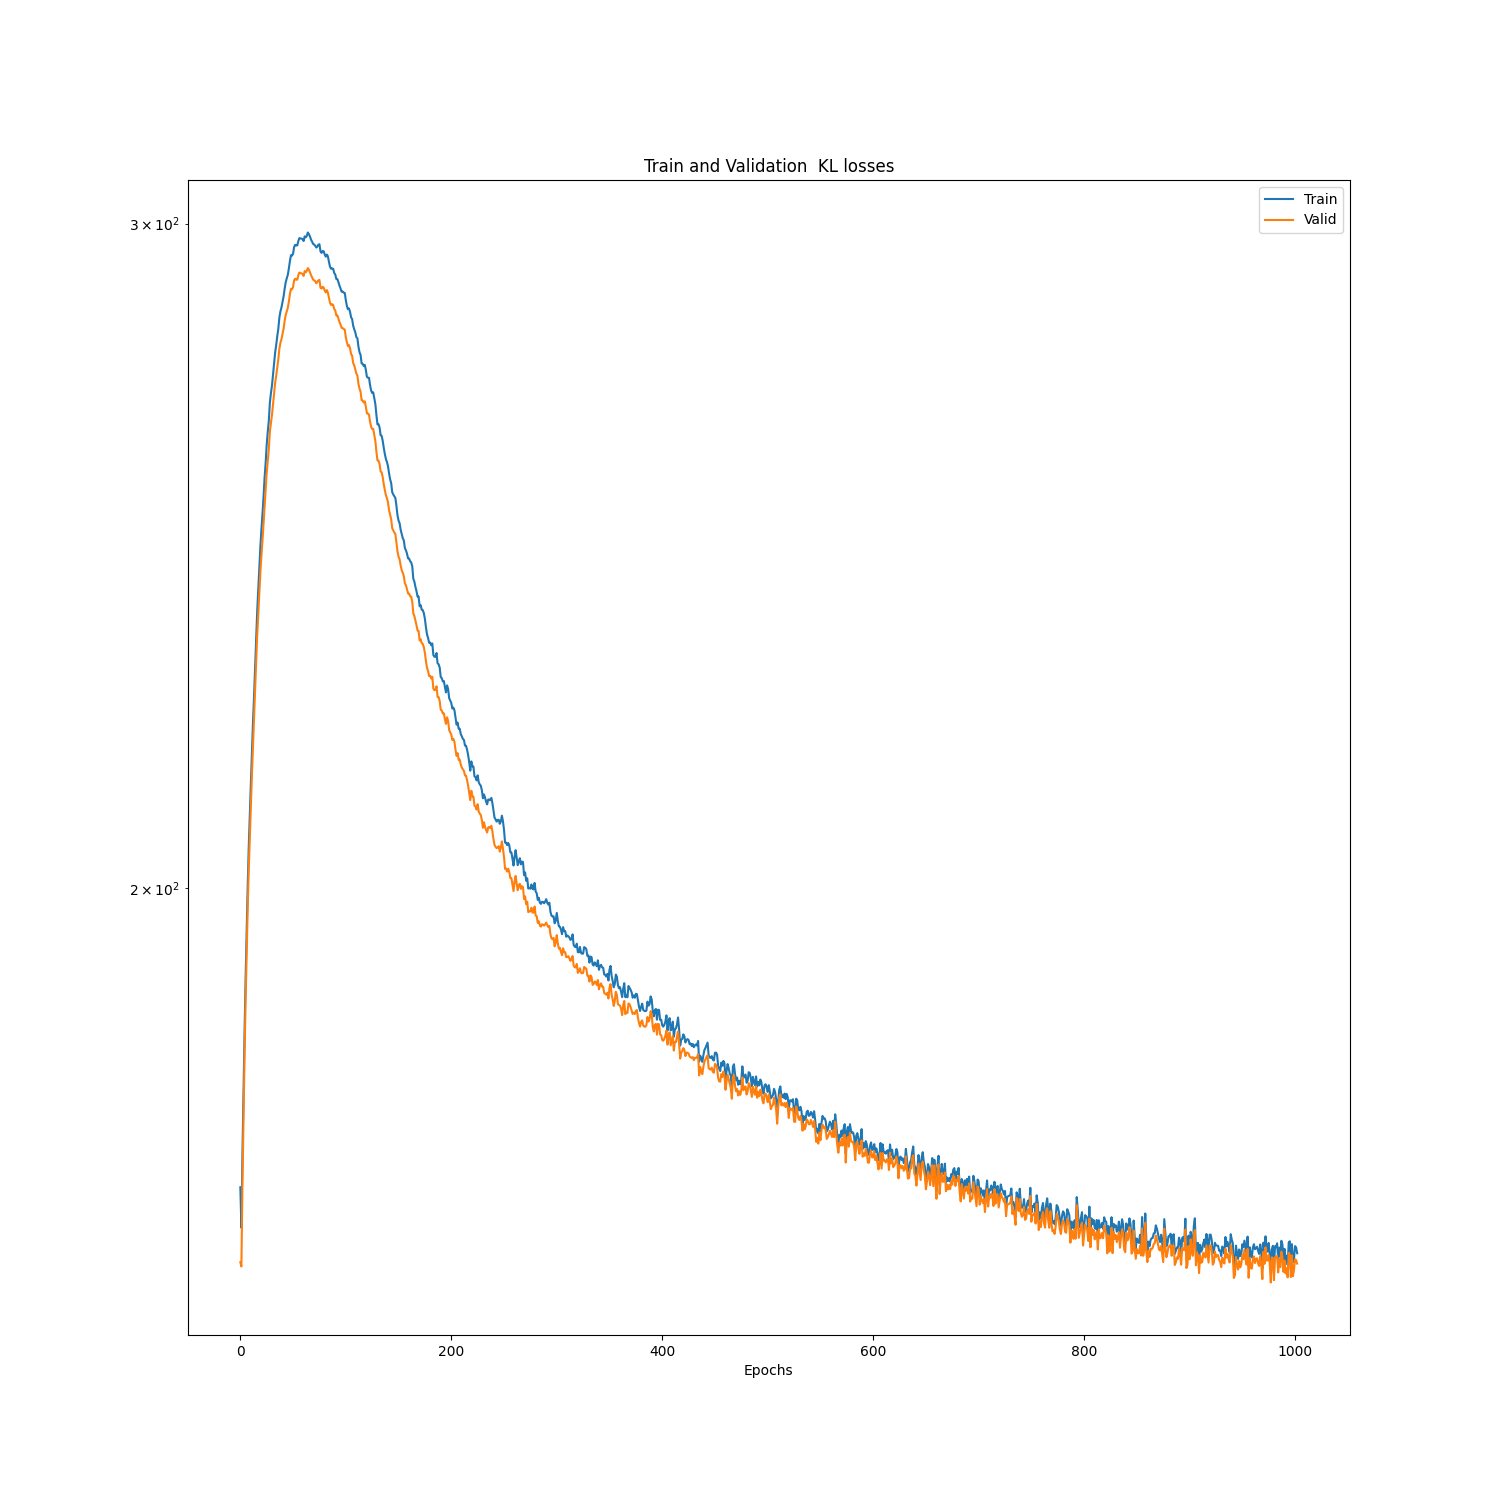 Train and Validation  KL losses
Train
Valid
3 × 10²
2 × 10²
0 200 400 600 800 1000
Epochs